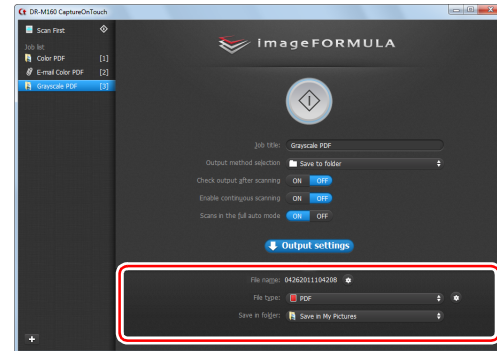 DR-M160 CaptureOnTouch
Scan First
Job list
Color PDF [1]
E-mail Color PDF [2]
Grayscale PDF [3]
imageFORMULA
Job title: Grayscale PDF
Output method selection Save to folder
Check output after scanning ON OFF
Enable continuous scanning ON OFF
Scans in the full auto mode ON OFF
Output settings
File name: 04262011104208
File type: PDF
Save in folder: Save in My Pictures